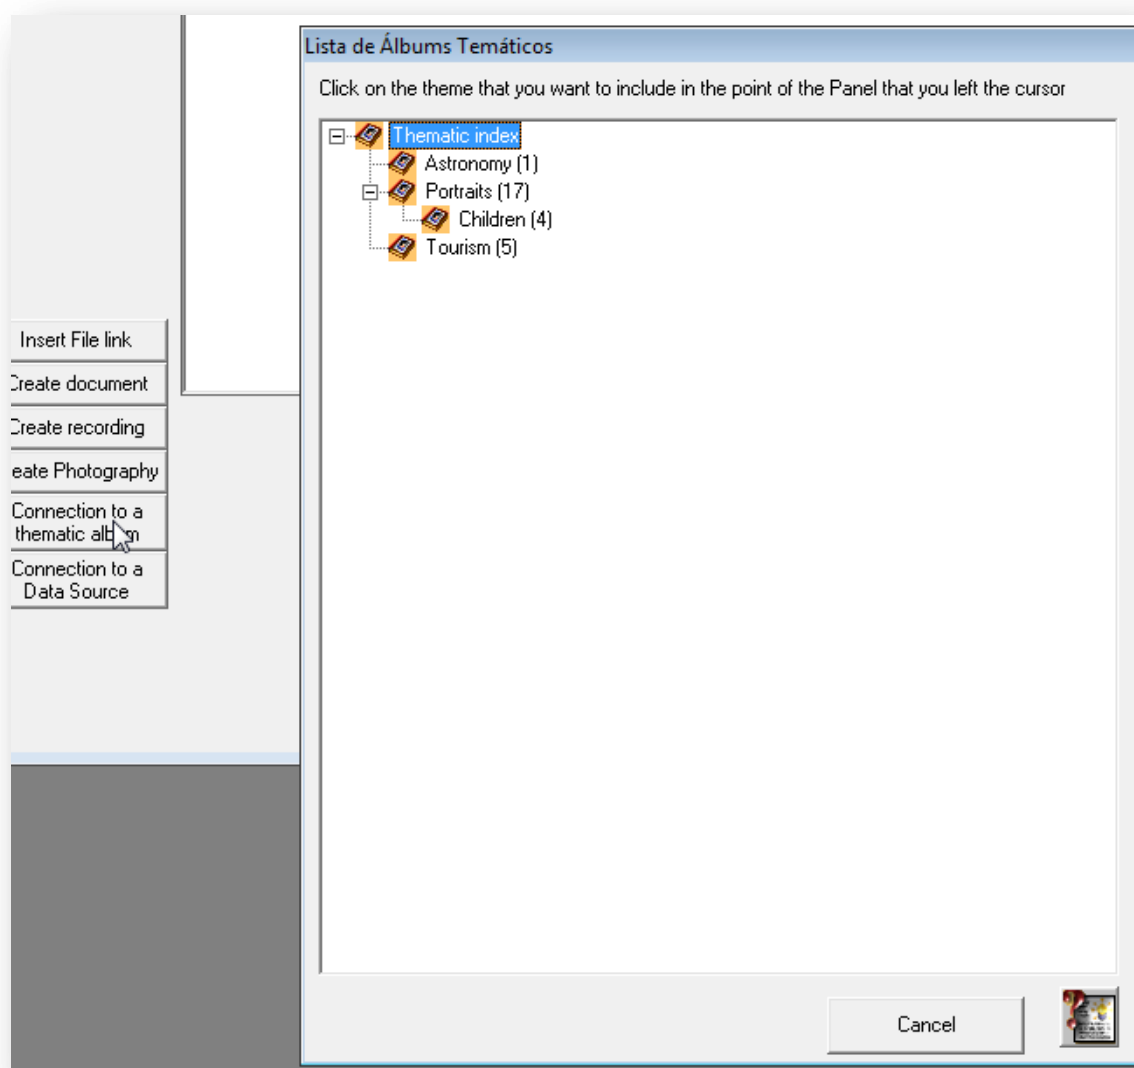 Lista de Álbums Temáticos
Click on the theme that you want to include in the point of the Panel that you left the cursor
Thematic index
Astronomy (1)
Portraits (17)
Children (4)
Tourism (5)
Insert File link
Create document
Create recording
eate Photography
Connection to a
thematic album
Connection to a
Data Source
Cancel